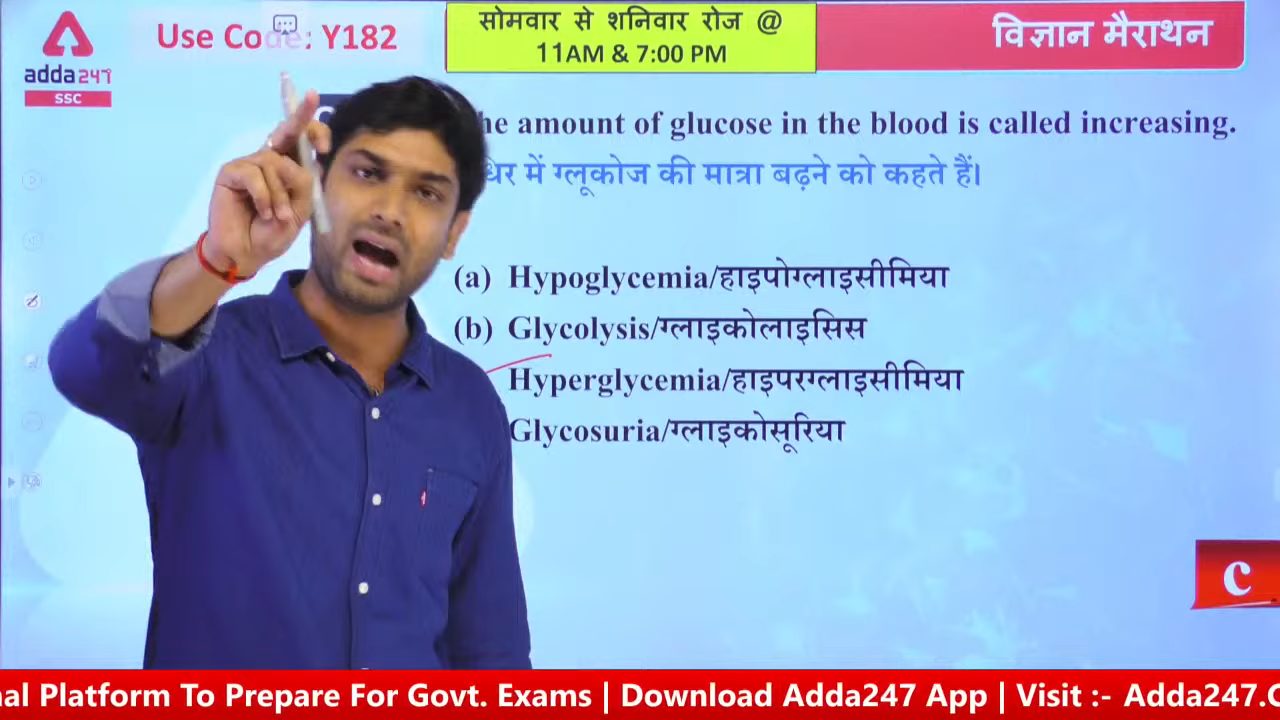 adda247
SSC
Use Code: Y182
सोमवार से शनिवार रोज @
11AM & 7:00 PM
विज्ञान मैराथन
he amount of glucose in the blood is called increasing.
धिर में ग्लूकोज की मात्रा बढ़ने को कहते हैं।
(a) Hypoglycemia/हाइपोग्लाइसीमिया
(b) Glycolysis/ग्लाइकोलाइसिस
Hyperglycemia/हाइपरग्लाइसीमिया
Glycosuria/ग्लाइकोसूरिया
C
nal Platform To Prepare For Govt. Exams | Download Adda247 App | Visit :- Adda247.C